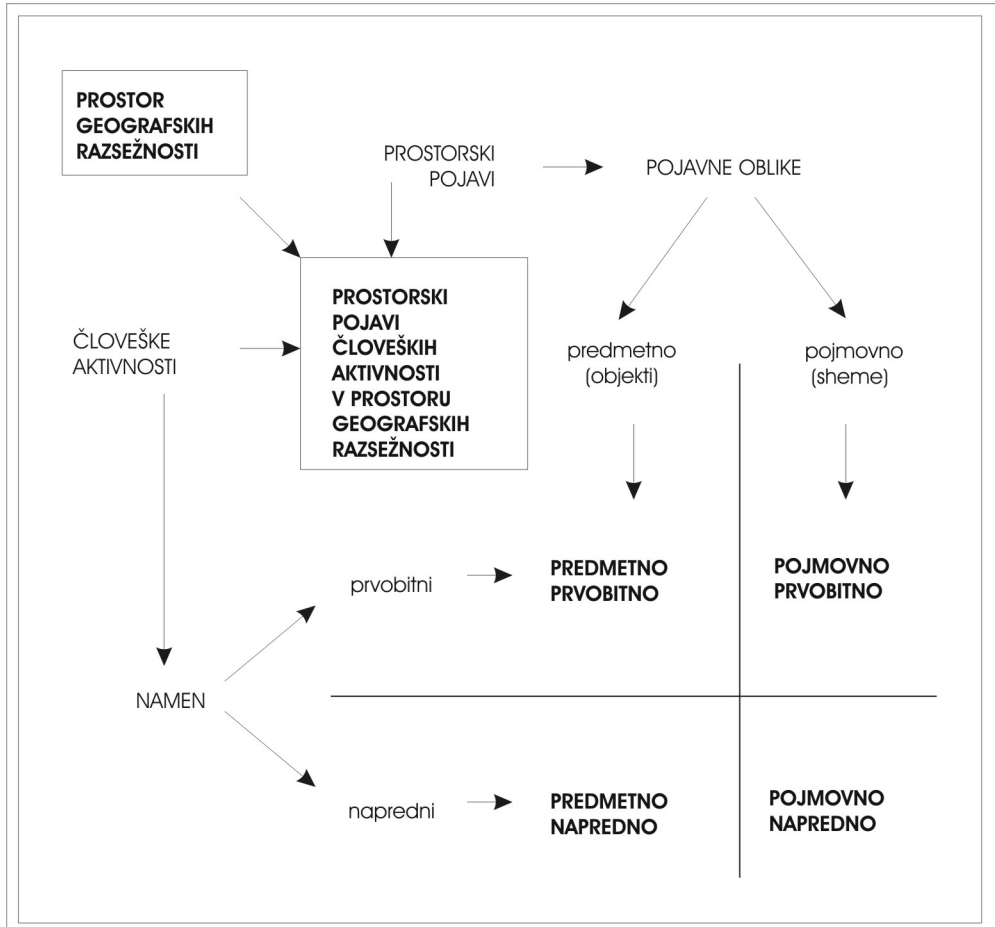 PROSTOR
GEOGRAFSKIH
RAZSEŽNOSTI
PROSTORSKI
POJAVI
POJAVNE OBLIKE
PROSTORSKI
POJAVI
ČLOVEŠKIH
AKTIVNOSTI
V PROSTORU
GEOGRAFSKIH
RAZSEŽNOSTI
ČLOVEŠKE
AKTIVNOSTI
predmetno
(objekti)
pojmovno
(sheme)
prvobitni
PREDMETNO
PRVOBITNO
POJMOVNO
PRVOBITNO
NAMEN
napredni
PREDMETNO
NAPREDNO
POJMOVNO
NAPREDNO